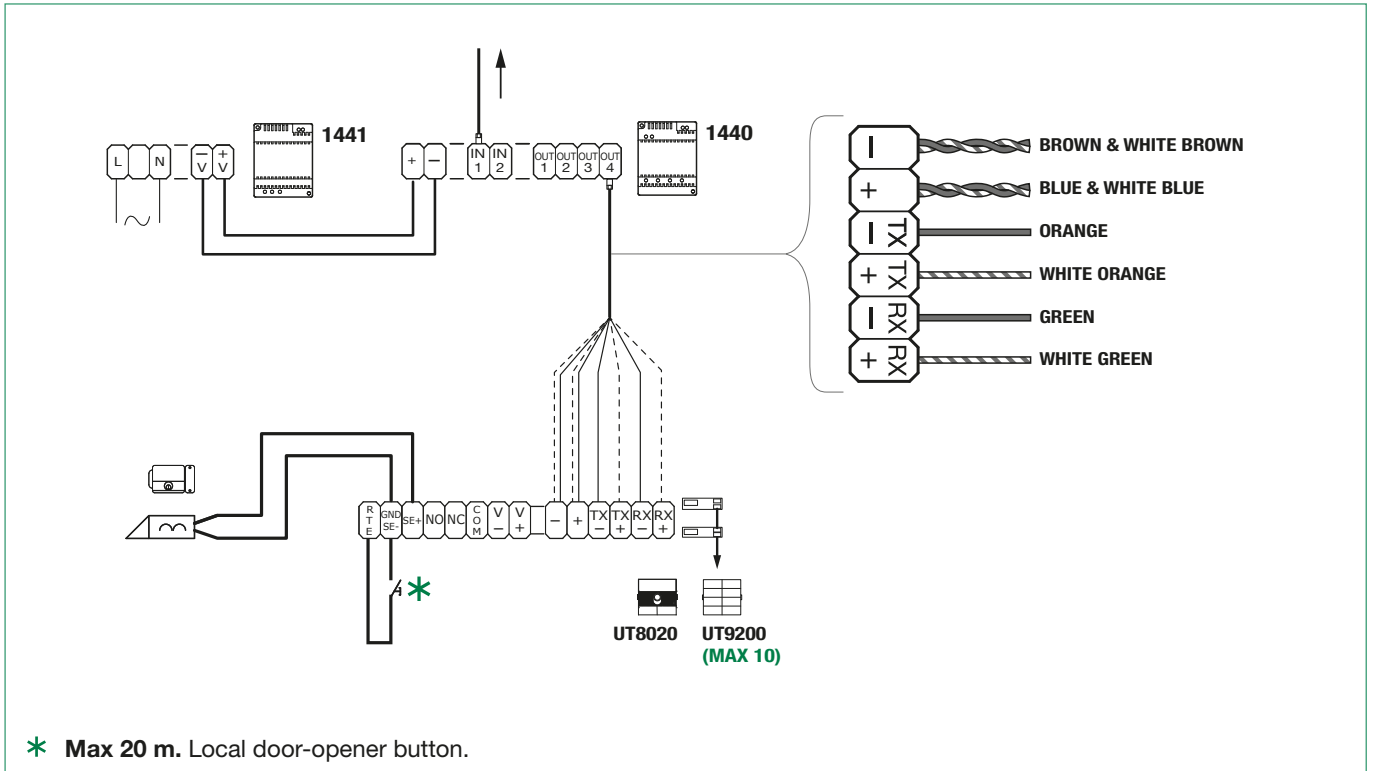 1441
1440
L N
− V + V
+ −
IN 1 IN 2
OUT 1 OUT 2 OUT 3 OUT 4
− BROWN & WHITE BROWN
+ BLUE & WHITE BLUE
− TX ORANGE
+ TX WHITE ORANGE
− RX GREEN
+ RX WHITE GREEN
RTE GND SE- SE+ NO NC COM V − V + − + TX − TX + RX − RX +
*
UT8020 UT9200
(MAX 10)
* Max 20 m. Local door-opener button.